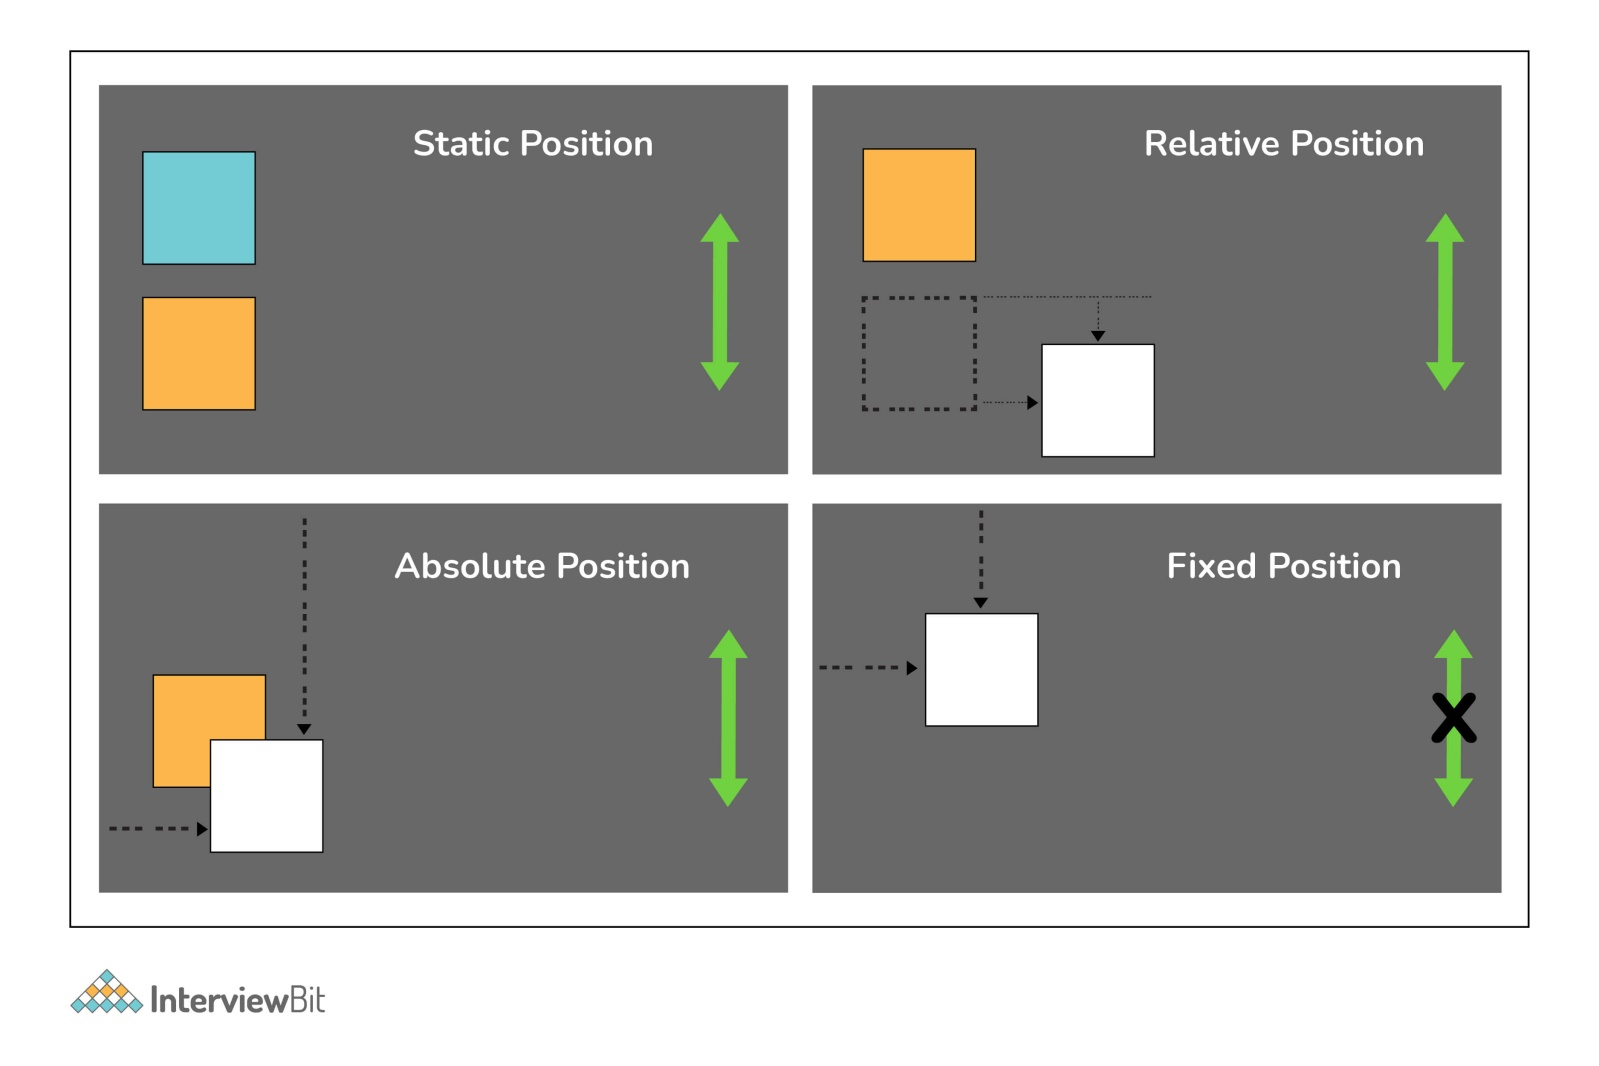 Static Position
Relative Position
Absolute Position
Fixed Position
InterviewBit